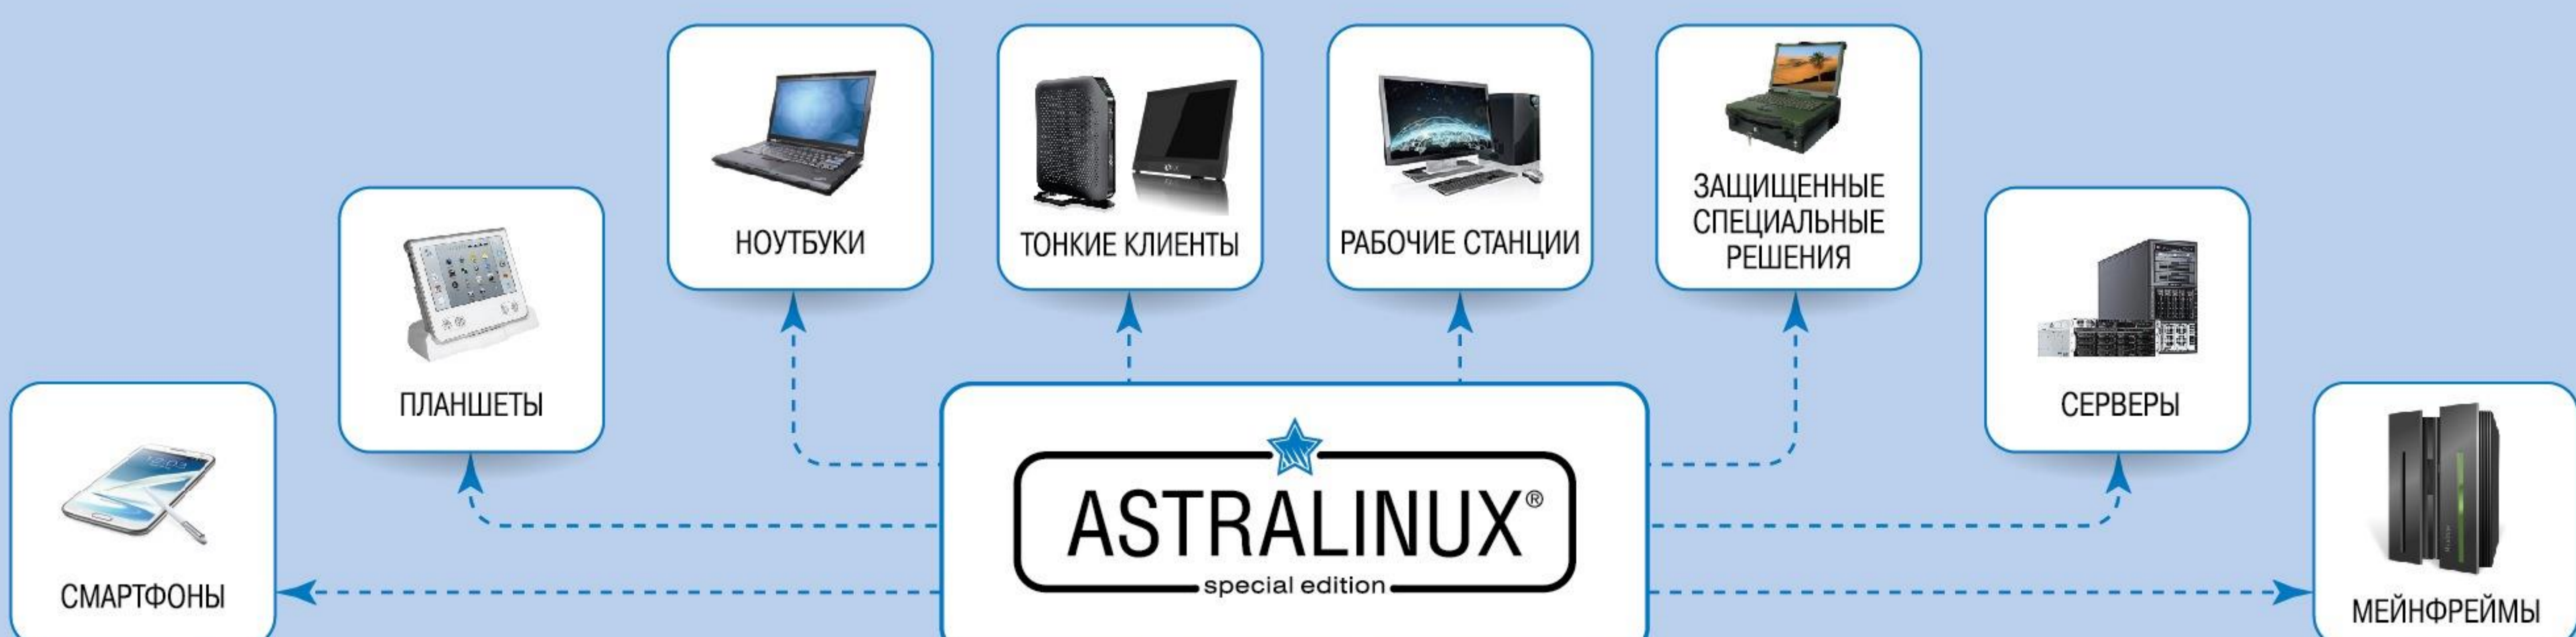 НОУТБУКИ
ТОНКИЕ КЛИЕНТЫ
РАБОЧИЕ СТАНЦИИ
ЗАЩИЩЕННЫЕ
СПЕЦИАЛЬНЫЕ
РЕШЕНИЯ
ПЛАНШЕТЫ
СЕРВЕРЫ
СМАРТФОНЫ
ASTRALINUX®
special edition
МЕЙНФРЕЙМЫ